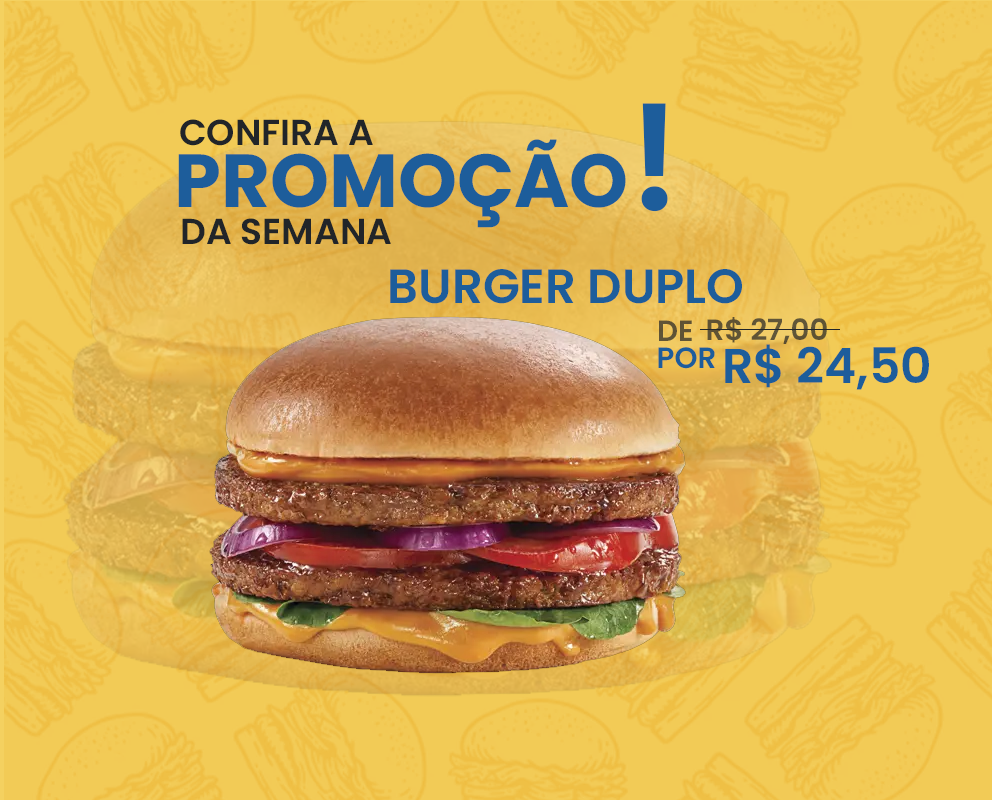 CONFIRA A
PROMOÇÃO!
DA SEMANA
BURGER DUPLO
DE R$ 27,00
POR R$ 24,50